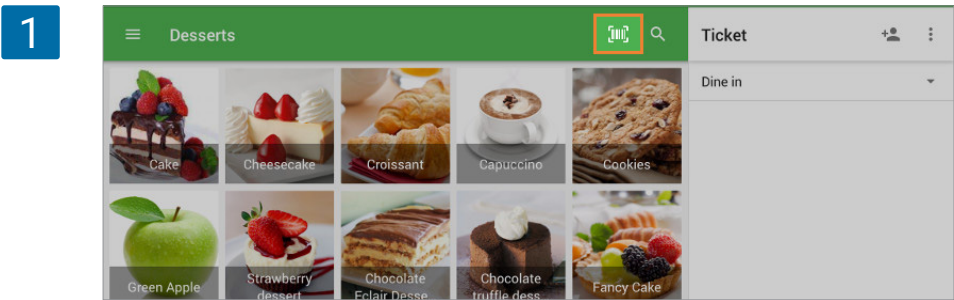 1
Desserts
Ticket
Dine in
Cake
Cheesecake
Croissant
Capuccino
Cookies
Green Apple
Strawberry
dessert
Chocolate
Eclair Desse...
Chocolate
truffle dess...
Fancy Cake